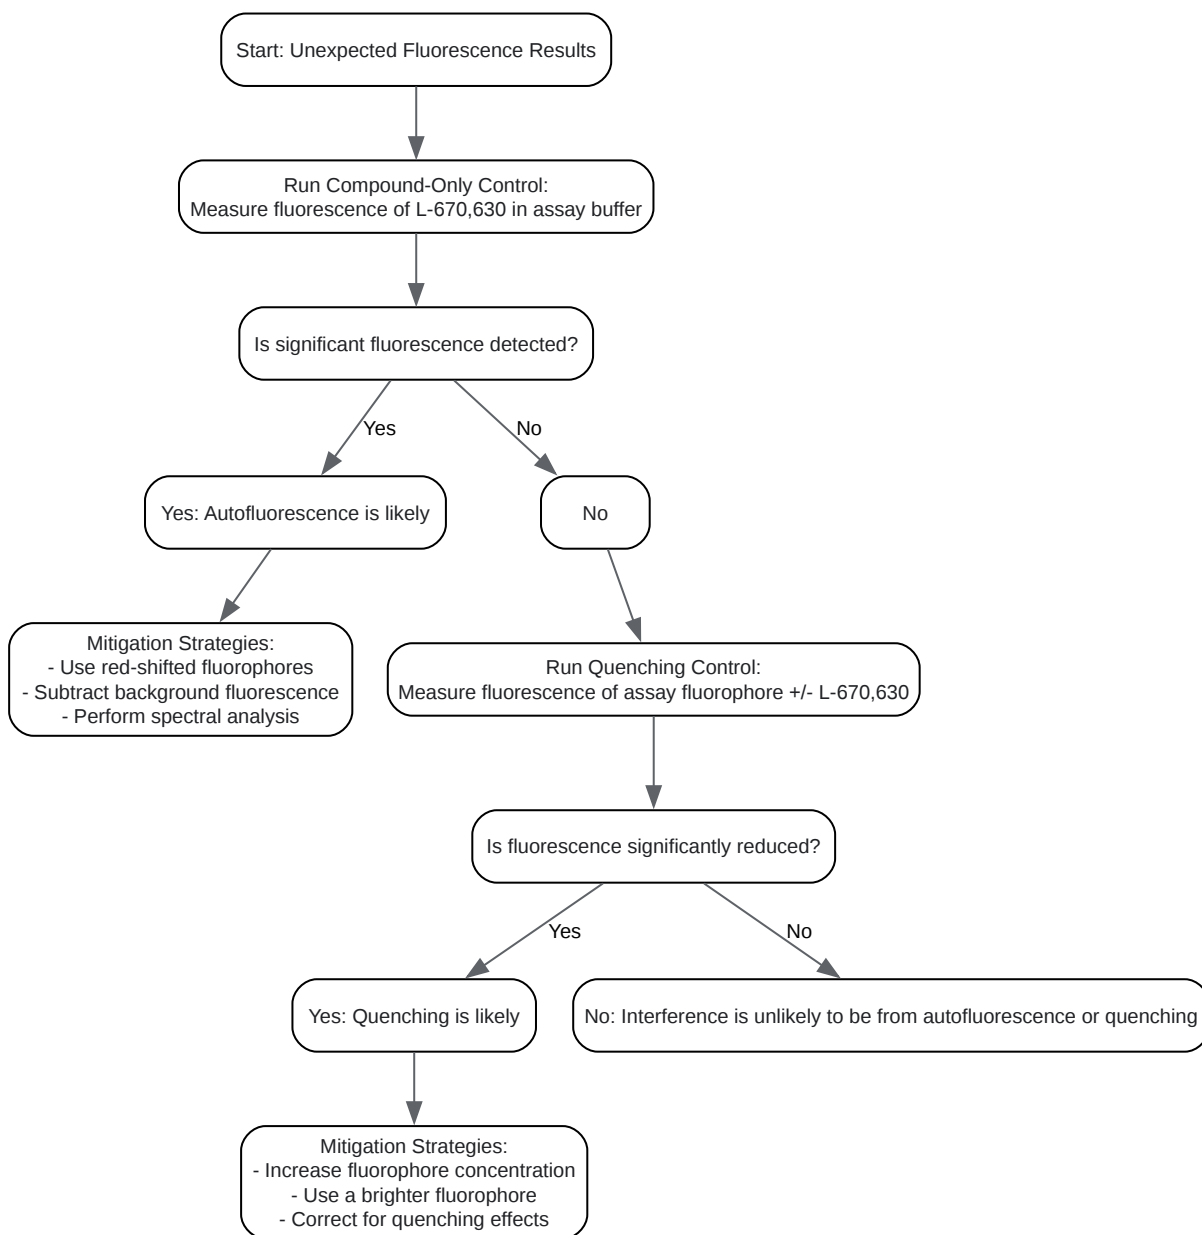 Start: Unexpected Fluorescence Results
Run Compound-Only Control:
Measure fluorescence of L-670,630 in assay buffer
Is significant fluorescence detected?
Yes
No
Yes: Autofluorescence is likely
No
Mitigation Strategies:
- Use red-shifted fluorophores
- Subtract background fluorescence
- Perform spectral analysis
Run Quenching Control:
Measure fluorescence of assay fluorophore +/- L-670,630
Is fluorescence significantly reduced?
Yes
No
Yes: Quenching is likely
No: Interference is unlikely to be from autofluorescence or quenching
Mitigation Strategies:
- Increase fluorophore concentration
- Use a brighter fluorophore
- Correct for quenching effects